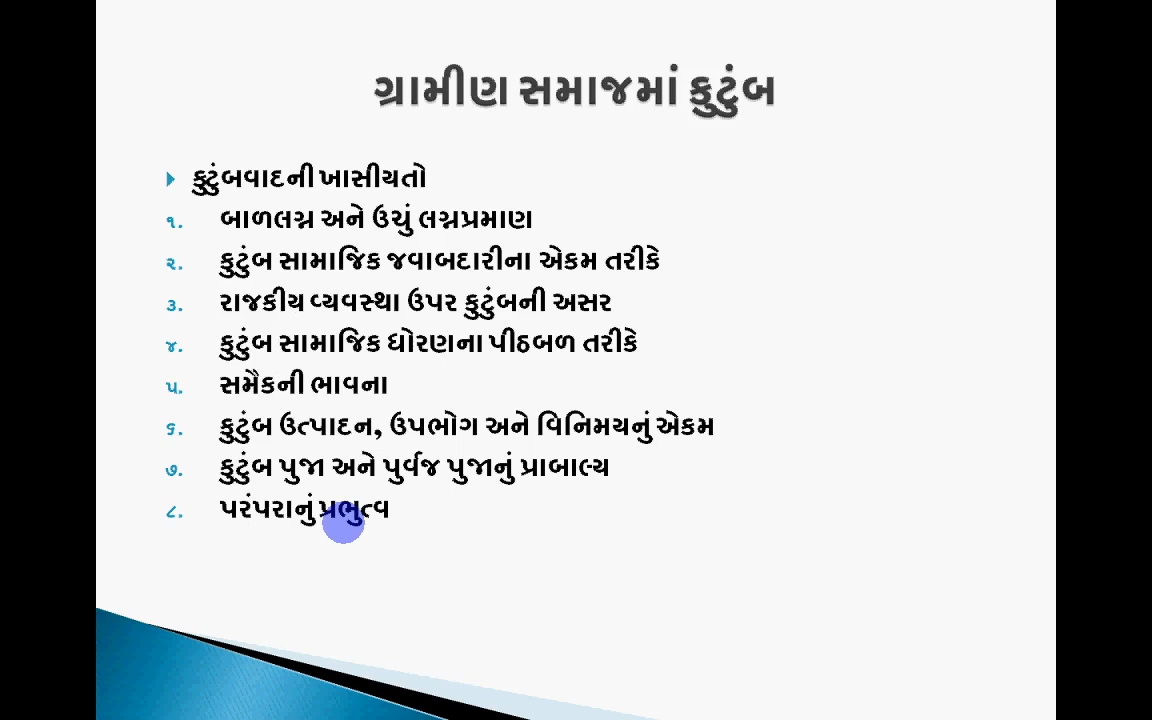 ગ્રામીણ સમાજમાં કુટુંબ
કુટુંબવાદની ખાસીયતો
૧. બાળલગ્ન અને ઉચું લગ્નપ્રમાણ
૨. કુટુંબ સામાજિક જવાબદારીના એકમ તરીકે
૩. રાજકીય વ્યવસ્થા ઉપર કુટુંબની અસર
૪. કુટુંબ સામાજિક ધોરણના પીઠબળ તરીકે
૫. સમૈકની ભાવના
૬. કુટુંબ ઉત્પાદન, ઉપભોગ અને વિનિમયનું એકમ
૭. કુટુંબ પુજા અને પુર્વજ પુજાનું પ્રાબાલ્ય
૮. પરંપરાનું પ્રભુત્વ